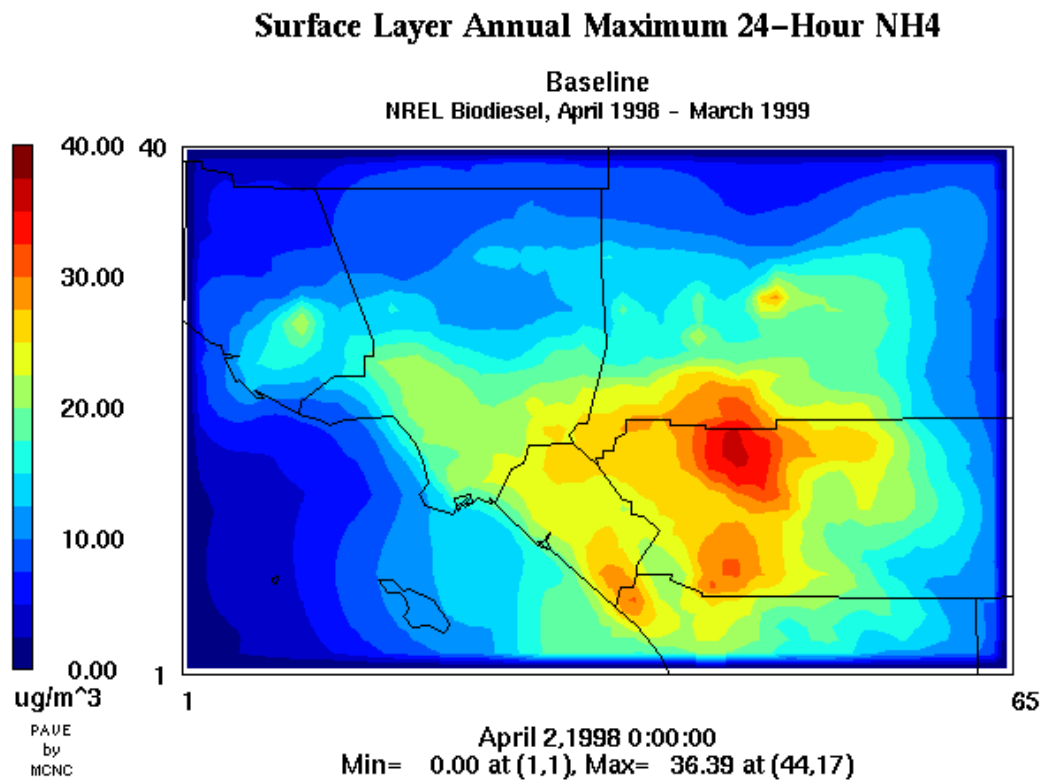 Surface Layer Annual Maximum 24-Hour NH4
Baseline
NREL Biodiesel, April 1998 - March 1999
40.00
30.00
20.00
10.00
0.00
ug/m^3
PAVE
by
MCNC
40
1
1
65
April 2,1998 0:00:00
Min= 0.00 at (1,1), Max= 36.39 at (44,17)